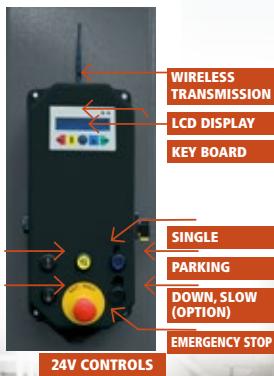 WIRELESS
TRANSMISSION
LCD DISPLAY
KEY BOARD
SINGLE
PARKING
DOWN, SLOW
(OPTION)
EMERGENCY STOP
24V CONTROLS